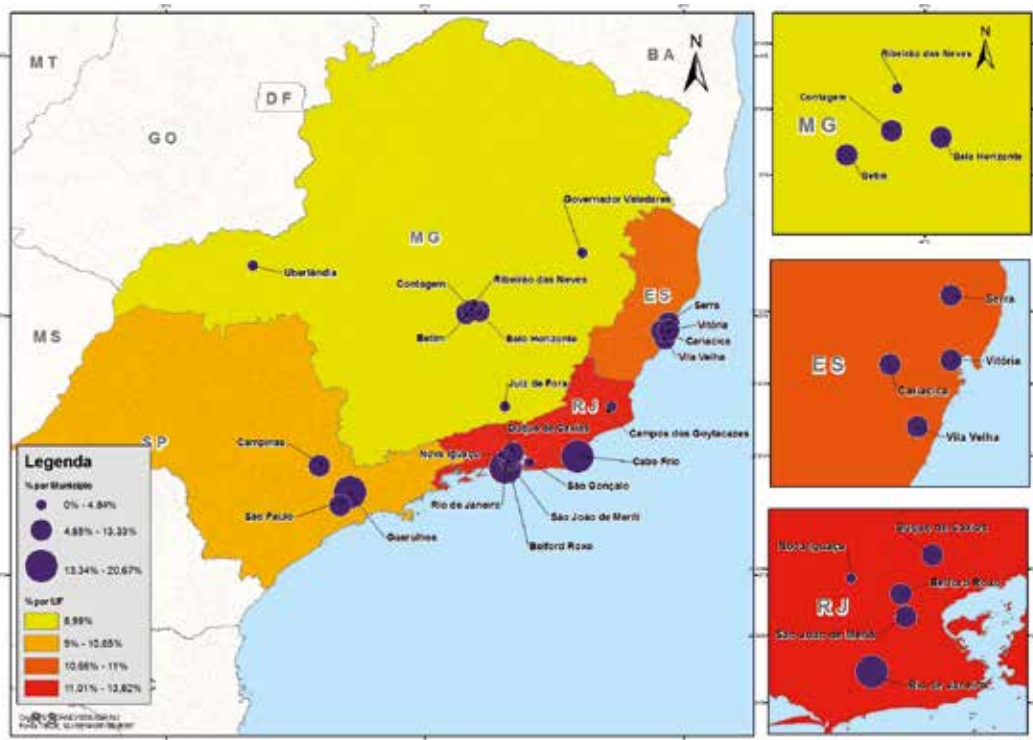 MT
BA
N
DF
GO
MG
MS
ES
SP
RJ
Governador Valadares
Uberlândia
Contagem
Ribeirão das Neves
Betim
Belo Horizonte
Serra
Vitória
Cariacica
Vila Velha
Juiz de Fora
Duque de Caxias
Campos dos Goytacazes
Campinas
Nova Iguaçu
Cabo Frio
São Gonçalo
Rio de Janeiro
São João de Meriti
São Paulo
Guarulhos
Belford Roxo
Legenda
% por Município
0% - 4.84%
4.85% - 13.33%
13.34% - 20.67%
% por UF
9% - 10.65%
10.66% - 11%
11.01% - 13.82%
N
Ribeirão das Neves
Contagem
MG
Belo Horizonte
Betim
Serra
ES
Vitória
Cariacica
Vila Velha
Duque de Caxias
Nova Iguaçu
Belford Roxo
RJ
São João de Meriti
Rio de Janeiro